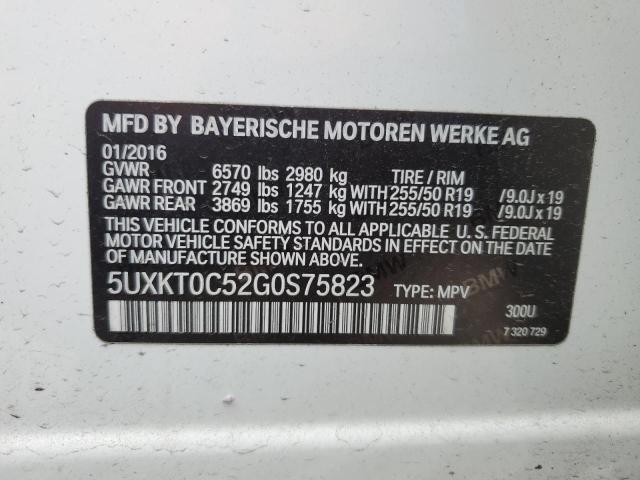 MFD BY BAYERISCHE MOTOREN WERKE AG
01/2016
GVWR 6570 lbs 2980 kg TIRE / RIM
GAWR FRONT 2749 lbs 1247 kg WITH 255/50 R19 / 9.0J x 19
GAWR REAR 3869 lbs 1755 kg WITH 255/50 R19 / 9.0J x 19
THIS VEHICLE CONFORMS TO ALL APPLICABLE U. S. FEDERAL
MOTOR VEHICLE SAFETY STANDARDS IN EFFECT ON THE DATE
OF MANUFACTURE SHOWN ABOVE.
5UXKT0C52G0S75823 TYPE: MPV
300U
7 320 729